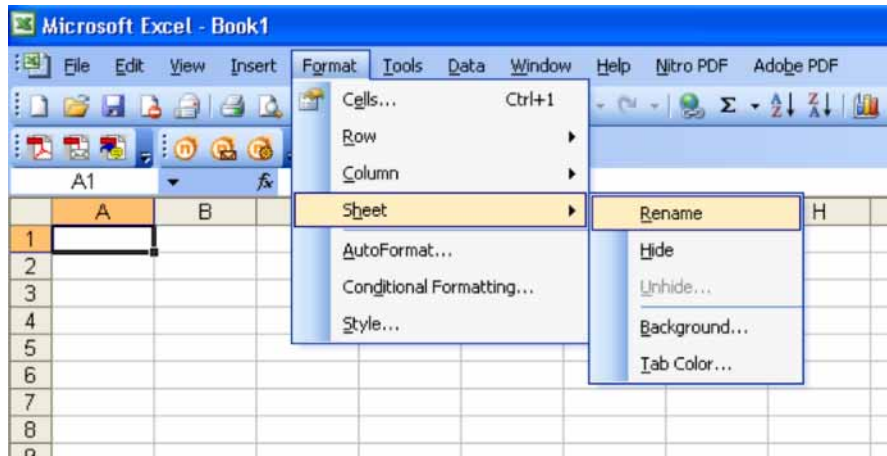 Microsoft Excel - Book1
File Edit View Insert Format Tools Data Window Help Nitro PDF Adobe PDF
Cells... Ctrl+1
Row
Column
Sheet
AutoFormat...
Conditional Formatting...
Style...
Rename
Hide
Unhide...
Background...
Tab Color...
A1 fx
A B H
1
2
3
4
5
6
7
8